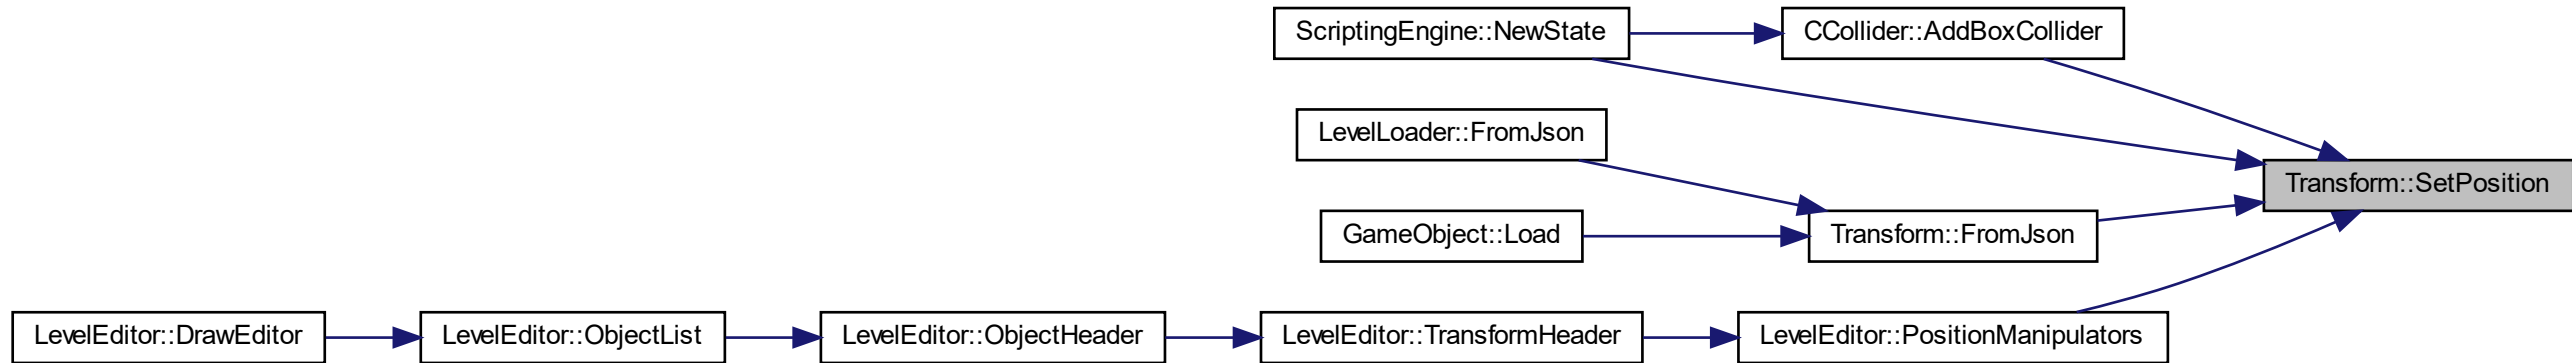 ScriptingEngine::NewState
CCollider::AddBoxCollider
LevelLoader::FromJson
Transform::SetPosition
GameObject::Load
Transform::FromJson
LevelEditor::DrawEditor
LevelEditor::ObjectList
LevelEditor::ObjectHeader
LevelEditor::TransformHeader
LevelEditor::PositionManipulators